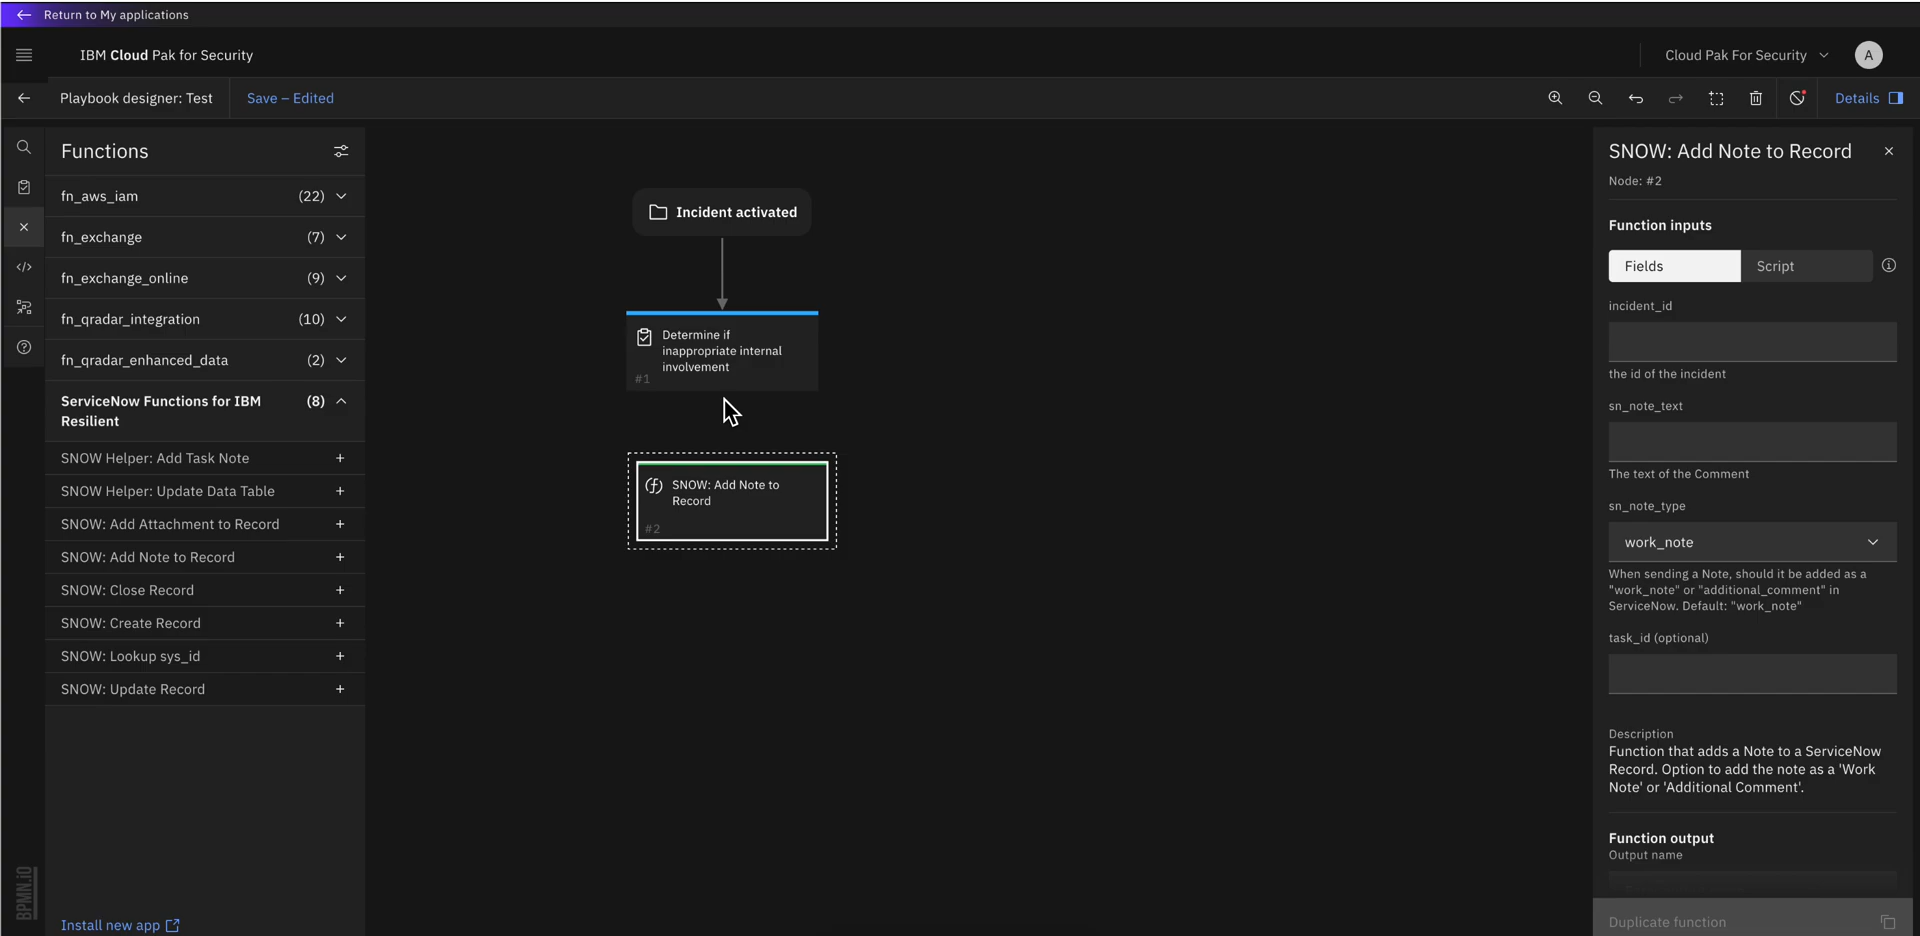 Return to My applications
IBM Cloud Pak for Security
Cloud Pak For Security
A
Playbook designer: Test
Save – Edited
Details
Functions
fn_aws_iam (22)
fn_exchange (7)
fn_exchange_online (9)
fn_qradar_integration (10)
fn_qradar_enhanced_data (2)
ServiceNow Functions for IBM (8)
Resilient
SNOW Helper: Add Task Note +
SNOW Helper: Update Data Table +
SNOW: Add Attachment to Record +
SNOW: Add Note to Record +
SNOW: Close Record +
SNOW: Create Record +
SNOW: Lookup sys_id +
SNOW: Update Record +
Install new app
BPMN.iO
Incident activated
Determine if
inappropriate internal
involvement
#1
SNOW: Add Note to
Record
#2
SNOW: Add Note to Record
Node: #2
Function inputs
Fields
Script
incident_id
the id of the incident
sn_note_text
The text of the Comment
sn_note_type
work_note
When sending a Note, should it be added as a
"work_note" or "additional_comment" in
ServiceNow. Default: "work_note"
task_id (optional)
Description
Function that adds a Note to a ServiceNow
Record. Option to add the note as a 'Work
Note' or 'Additional Comment'.
Function output
Output name
Duplicate function